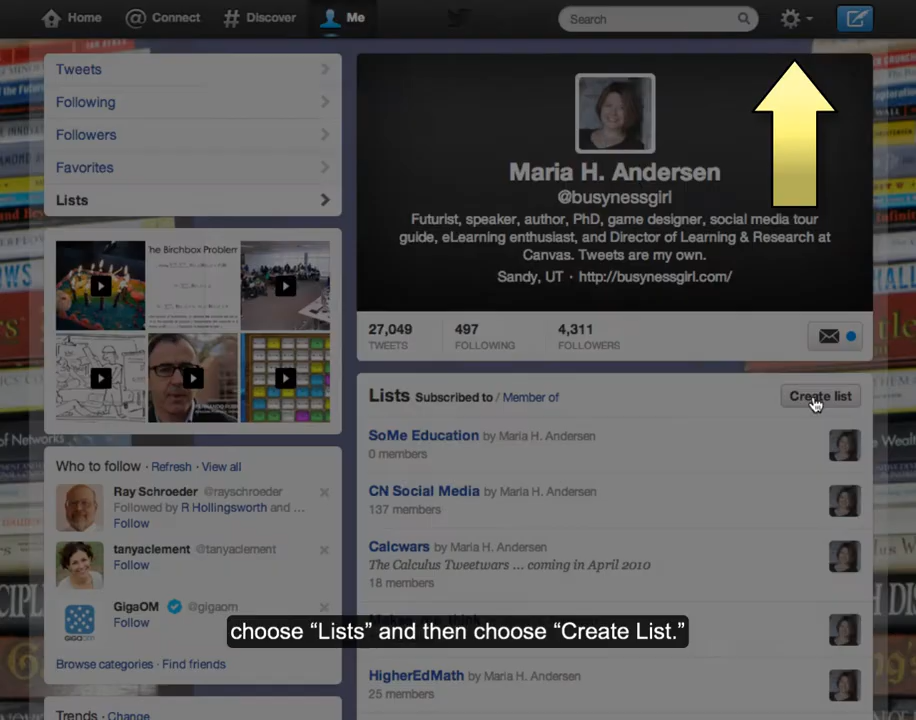 Home
Connect
Discover
Me
Search
Tweets
Following
Followers
Favorites
Lists
Maria H. Andersen
@busynessgirl
Futurist, speaker, author, PhD, game designer, social media tour
guide, eLearning enthusiast, and Director of Learning & Research at
Canvas. Tweets are my own.
Sandy, UT · http://busynessgirl.com/
27,049
TWEETS
497
FOLLOWING
4,311
FOLLOWERS
The Birchbox Problem
Lists Subscribed to / Member of
Create list
SoMe Education by Maria H. Andersen
0 members
CN Social Media by Maria H. Andersen
137 members
Calcwars by Maria H. Andersen
The Calculus Tweetwars ... coming in April 2010
18 members
HigherEdMath by Maria H. Andersen
25 members
Who to follow · Refresh · View all
Ray Schroeder @rayschroeder
Followed by R Hollingsworth and ...
Follow
tanyaclement @tanyaclement
Follow
GigaOM @gigaom
Follow
Browse categories · Find friends
Trends · Change
choose “Lists” and then choose “Create List.”
of Networks